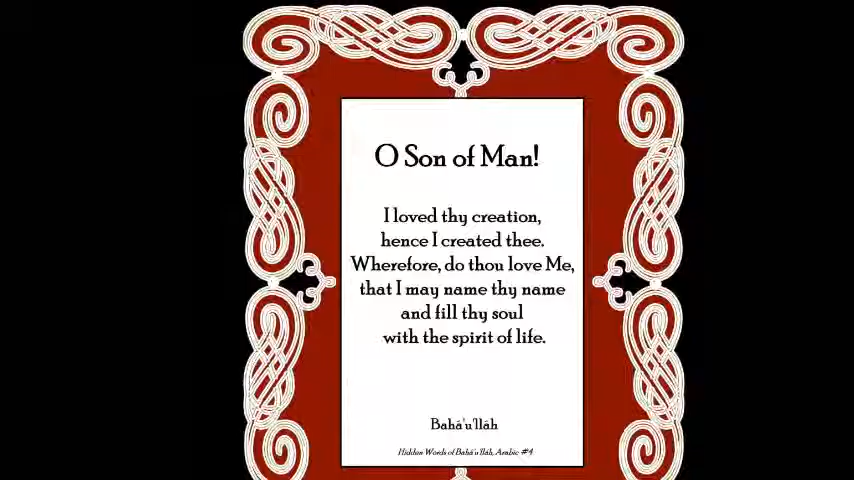 O Son of Man!
I loved thy creation,
hence I created thee.
Wherefore, do thou love Me,
that I may name thy name
and fill thy soul
with the spirit of life.
Bahá'u'lláh
Hidden Words of Bahá'u'lláh, Arabic #4